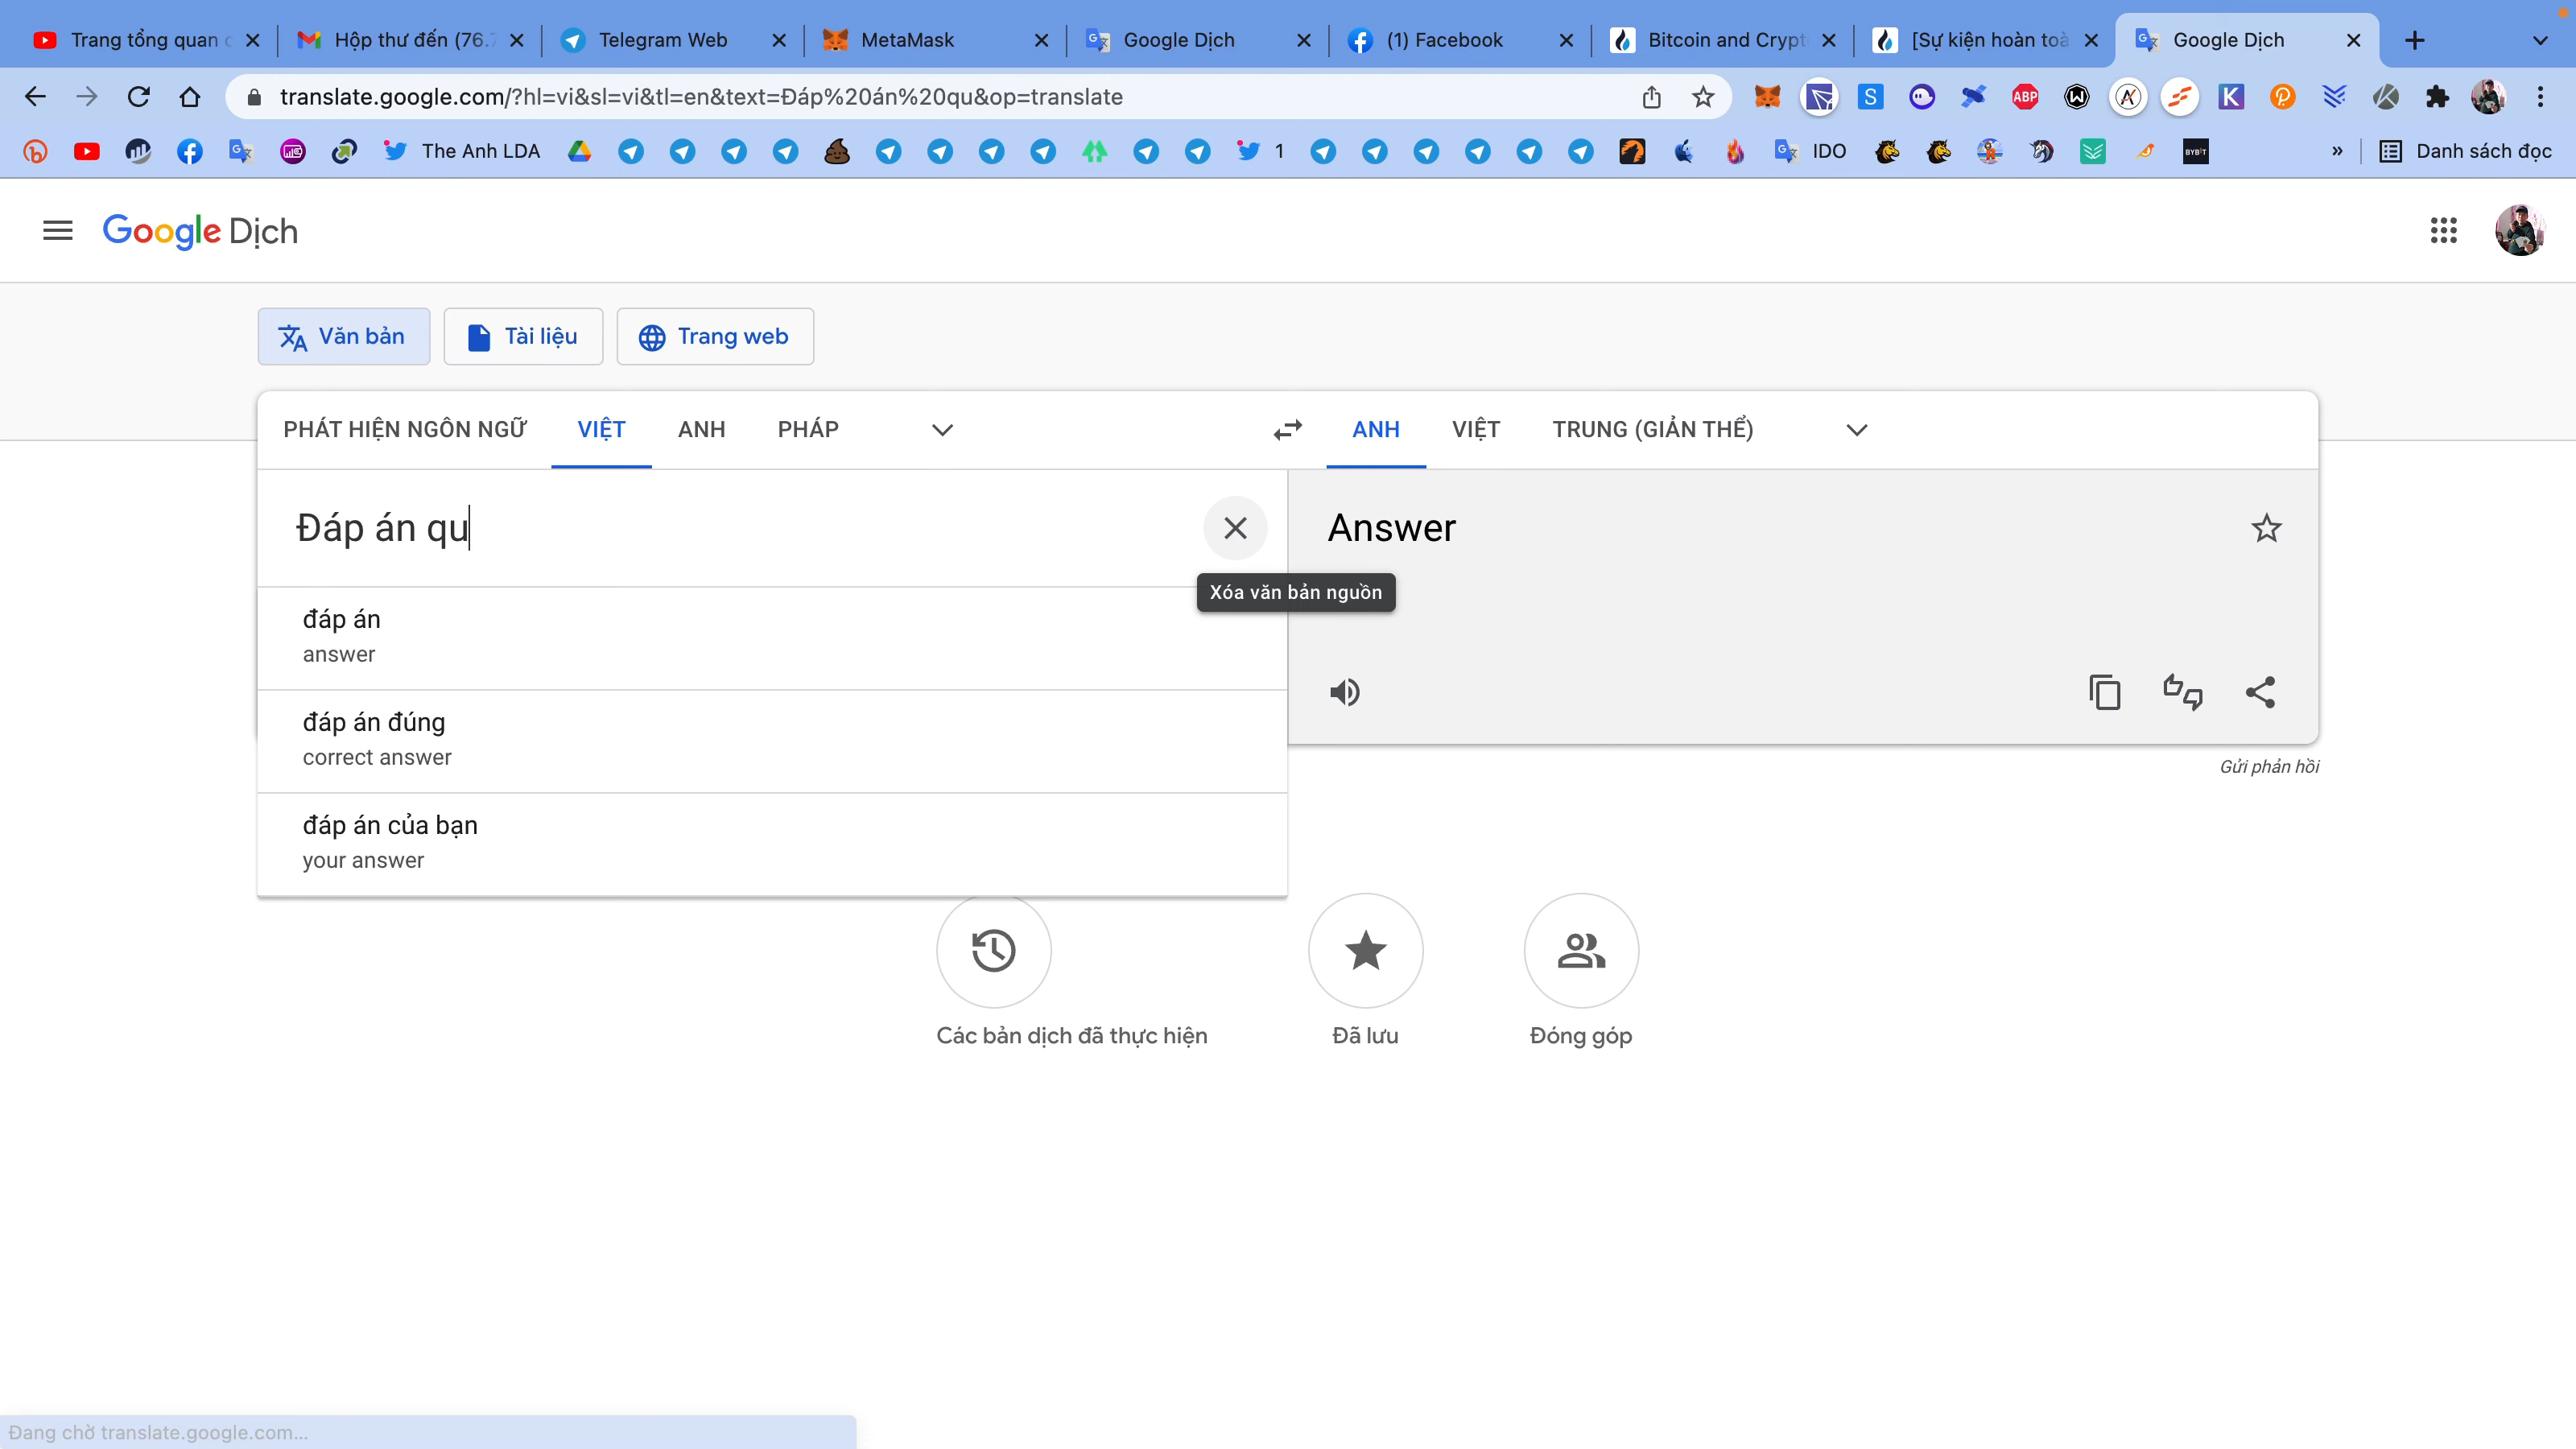 Trang tổng quan c
Hộp thư đến (76.7
Telegram Web
MetaMask
Google Dịch
(1) Facebook
Bitcoin and Crypt
[Sự kiện hoàn toà
Google Dịch
translate.google.com/?hl=vi&sl=vi&tl=en&text=Đáp%20án%20qu&op=translate
The Anh LDA
1
IDO
»
Danh sách đọc
Google Dịch
Văn bản
Tài liệu
Trang web
PHÁT HIỆN NGÔN NGỮ
VIỆT
ANH
PHÁP
ANH
VIỆT
TRUNG (GIẢN THỂ)
Đáp án qu
Answer
Xóa văn bản nguồn
đáp án
answer
đáp án đúng
correct answer
đáp án của bạn
your answer
Gửi phản hồi
Các bản dịch đã thực hiện
Đã lưu
Đóng góp
Đang chờ translate.google.com...